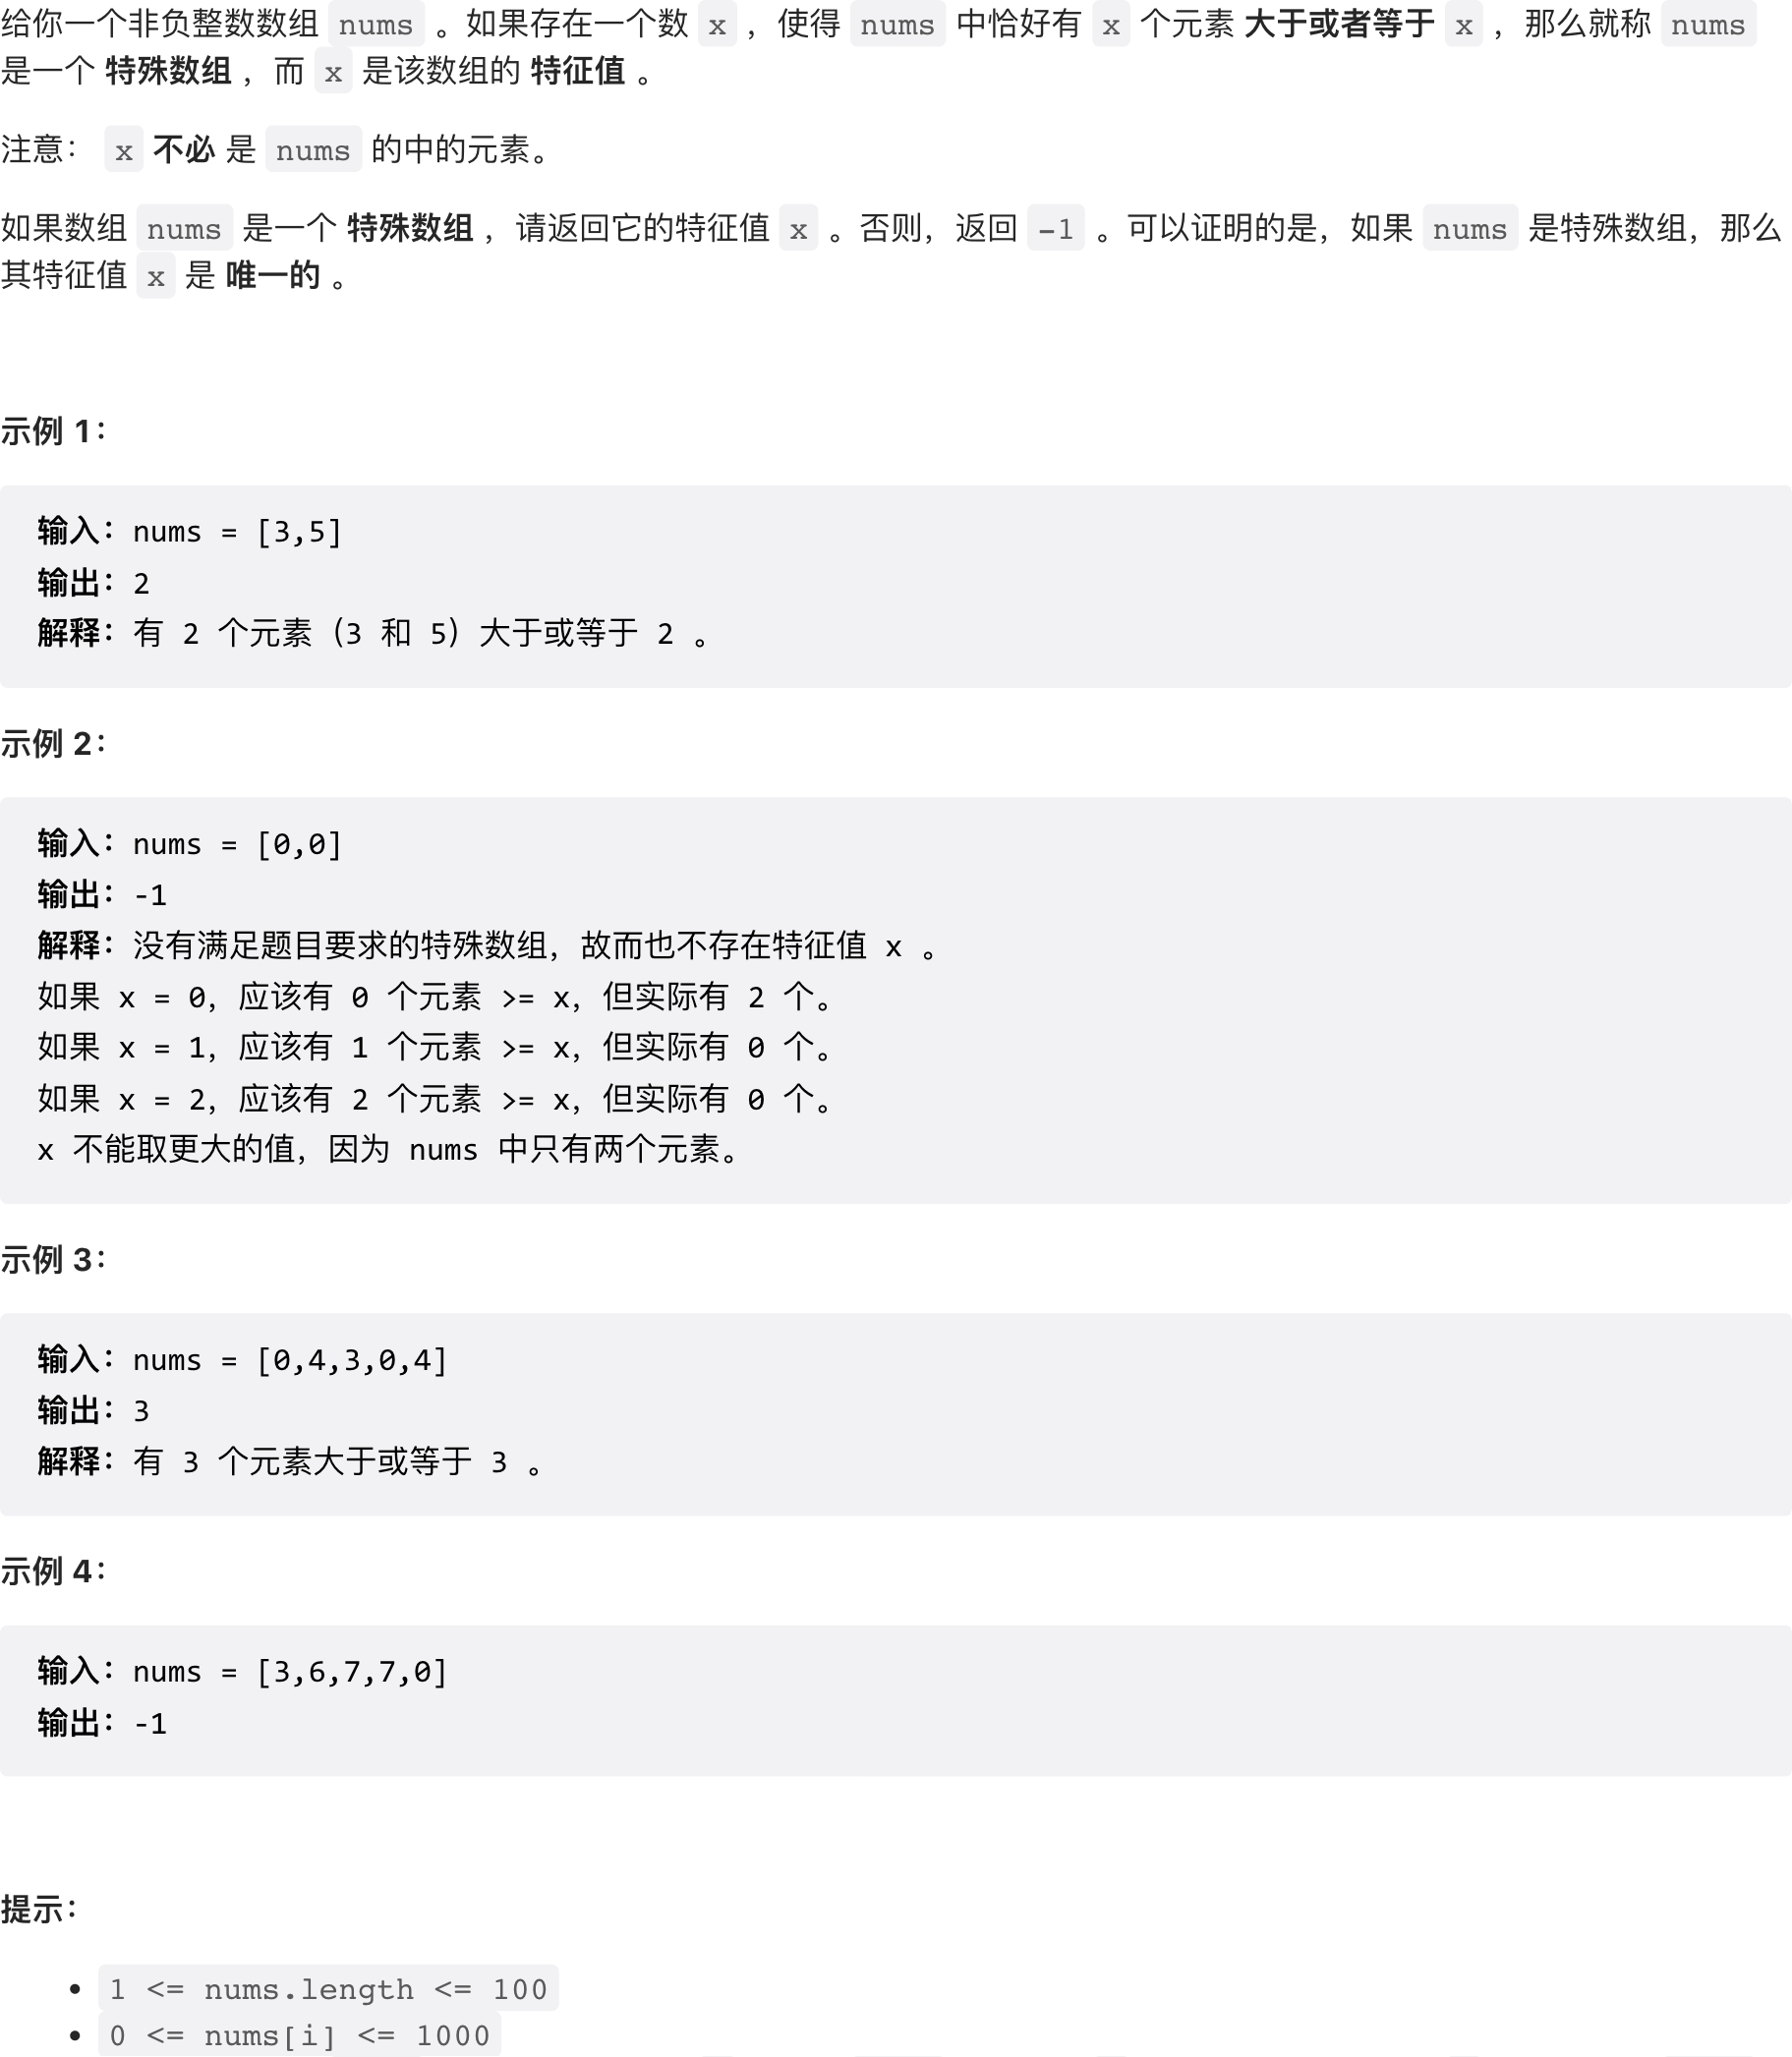 给你一个非负整数数组 nums 。如果存在一个数 x ，使得 nums 中恰好有 x 个元素 大于或者等于 x ，那么就称 nums
是一个 特殊数组 ，而 x 是该数组的 特征值 。
注意： x 不必 是 nums 的中的元素。
如果数组 nums 是一个 特殊数组 ，请返回它的特征值 x 。否则，返回 -1 。可以证明的是，如果 nums 是特殊数组，那么
其特征值 x 是 唯一的 。
示例 1：
输入：nums = [3,5]
输出：2
解释：有 2 个元素（3 和 5）大于或等于 2 。
示例 2：
输入：nums = [0,0]
输出：-1
解释：没有满足题目要求的特殊数组，故而也不存在特征值 x 。
如果 x = 0，应该有 0 个元素 >= x，但实际有 2 个。
如果 x = 1，应该有 1 个元素 >= x，但实际有 0 个。
如果 x = 2，应该有 2 个元素 >= x，但实际有 0 个。
x 不能取更大的值，因为 nums 中只有两个元素。
示例 3：
输入：nums = [0,4,3,0,4]
输出：3
解释：有 3 个元素大于或等于 3 。
示例 4：
输入：nums = [3,6,7,7,0]
输出：-1
提示：
• 1 <= nums.length <= 100
• 0 <= nums[i] <= 1000